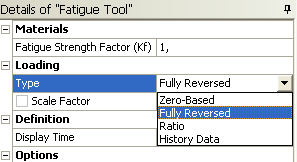 Details of "Fatigue Tool"
Materials
Fatigue Strength Factor (Kf) 1,
Loading
Type Fully Reversed
Scale Factor Zero-Based
Fully Reversed
Definition Ratio
Display Time History Data
Options